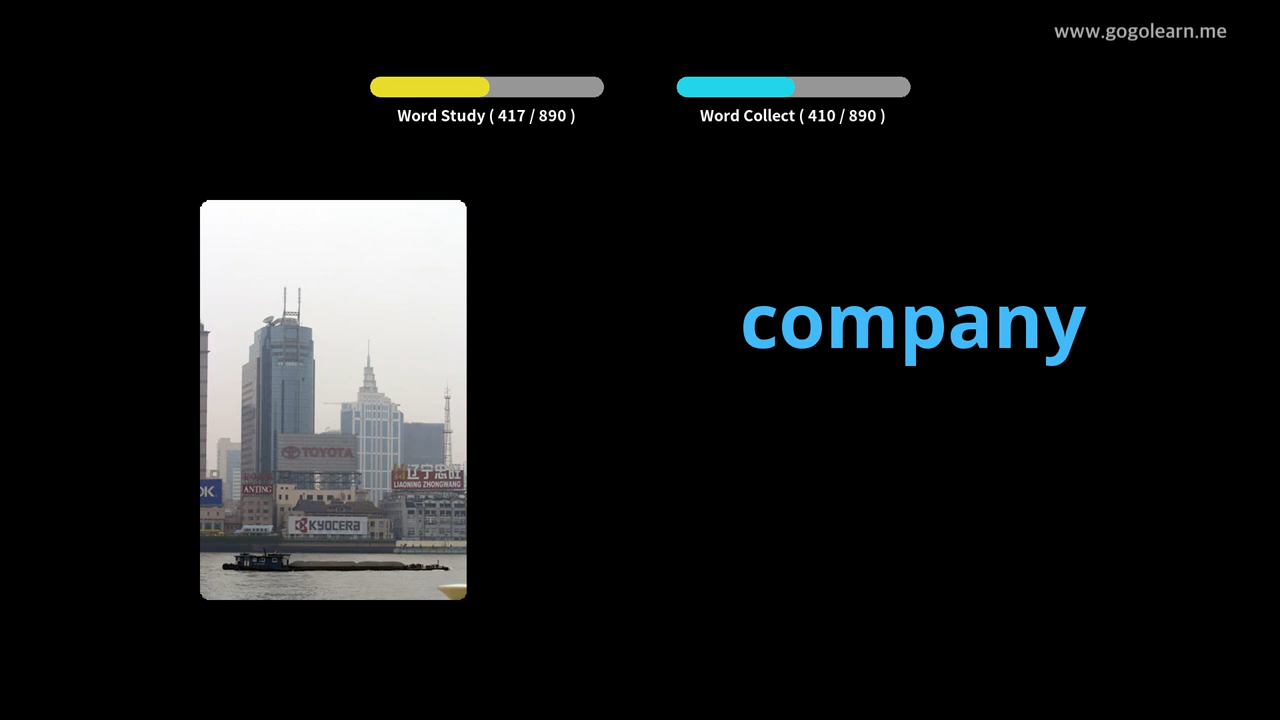 www.gogolearn.me
Word Study ( 417 / 890 )
Word Collect ( 410 / 890 )
company
TOYOTA
辽宁忠旺
LIAONING ZHONGWANG
OK
ANTING
KYOCERA